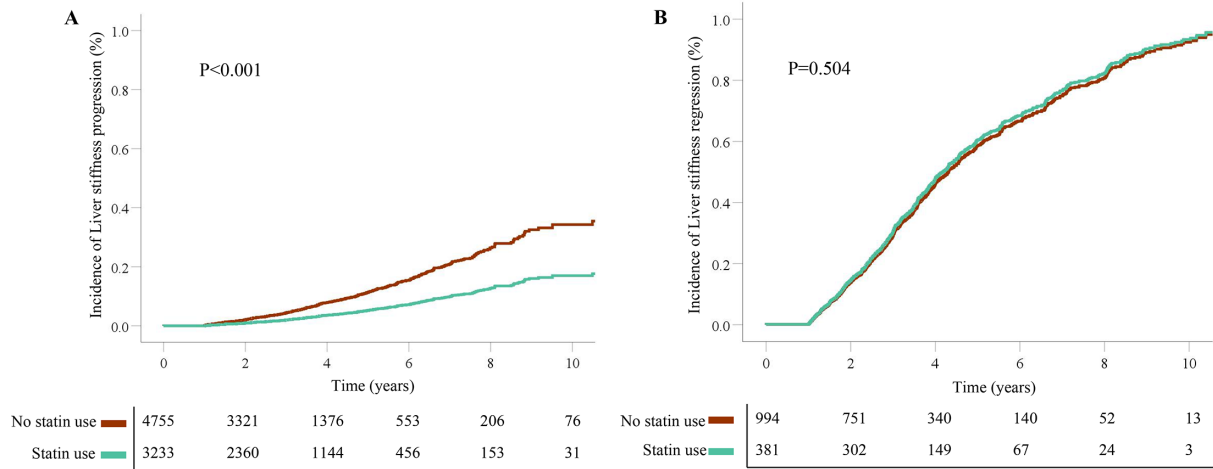 A
Incidence of Liver stiffness progression (%)
P<0.001
1.0
0.8
0.6
0.4
0.2
0.0
0 2 4 6 8 10
Time (years)
No statin use 4755 3321 1376 553 206 76
Statin use 3233 2360 1144 456 153 31
B
Incidence of Liver stiffness regression (%)
P=0.504
1.0
0.8
0.6
0.4
0.2
0.0
0 2 4 6 8 10
Time (years)
No statin use 994 751 340 140 52 13
Statin use 381 302 149 67 24 3